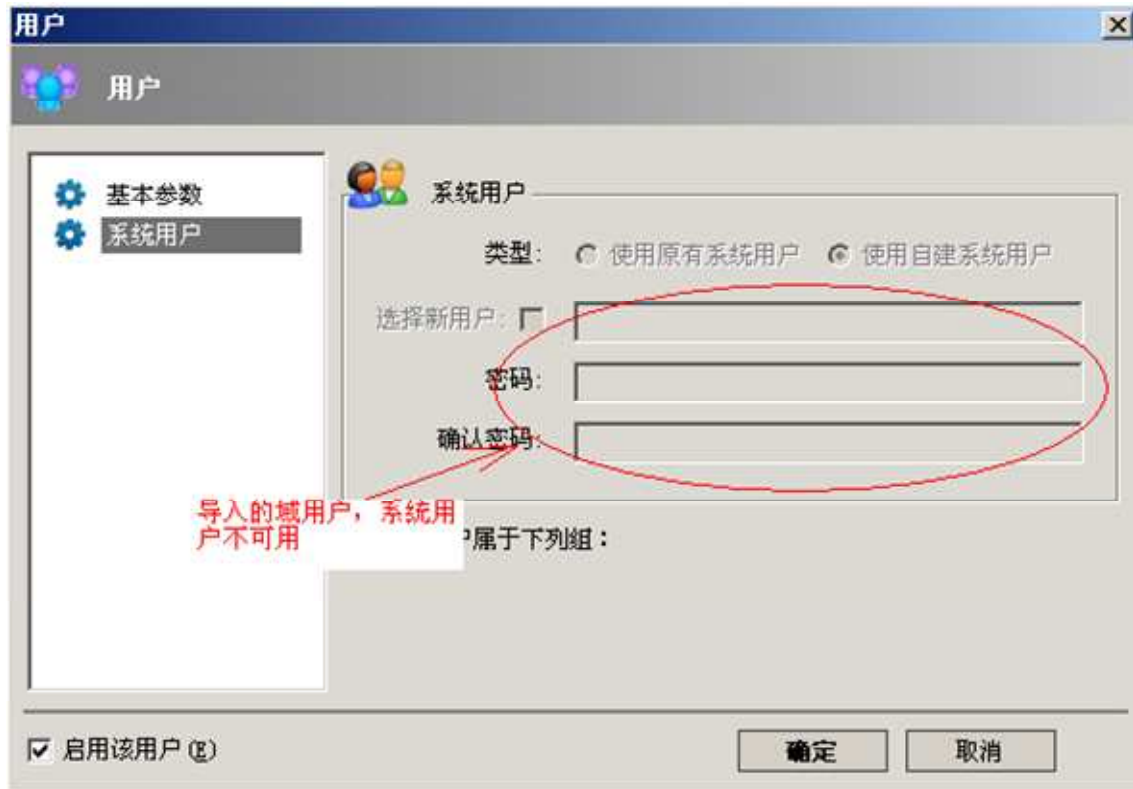 用户
用户
基本参数
系统用户
系统用户
类型: 使用原有系统用户 使用自建系统用户
选择新用户:
密码:
确认密码:
导入的域用户，系统用
户不可用
户属于下列组：
启用该用户(E)
确定 取消